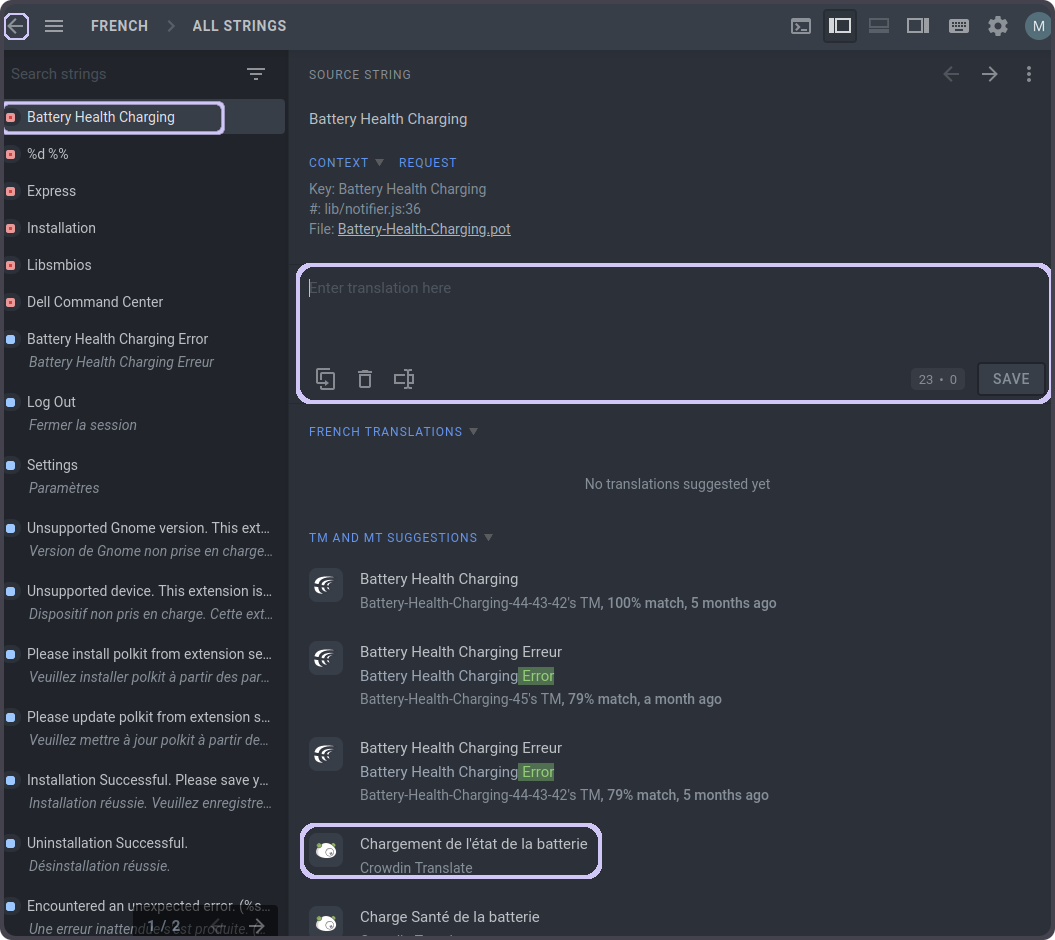 FRENCH
ALL STRINGS
M
Search strings
Battery Health Charging
%d %%
Express
Installation
Libsmbios
Dell Command Center
Battery Health Charging Error
Battery Health Charging Erreur
Log Out
Fermer la session
Settings
Paramètres
Unsupported Gnome version. This ext…
Version de Gnome non prise en charge…
Unsupported device. This extension is…
Dispositif non pris en charge. Cette ext…
Please install polkit from extension se…
Veuillez installer polkit à partir des par…
Please update polkit from extension s…
Veuillez mettre à jour polkit à partir de…
Installation Successful. Please save y…
Installation réussie. Veuillez enregistre…
Uninstallation Successful.
Désinstallation réussie.
Encountered an unexpected error. (%s…
Une erreur inattendue s'est produite. (…
1 / 2
SOURCE STRING
Battery Health Charging
CONTEXT
REQUEST
Key: Battery Health Charging
#: lib/notifier.js:36
File: Battery-Health-Charging.pot
Enter translation here
23 • 0
SAVE
FRENCH TRANSLATIONS
No translations suggested yet
TM AND MT SUGGESTIONS
Battery Health Charging
Battery-Health-Charging-44-43-42's TM, 100% match, 5 months ago
Battery Health Charging Erreur
Battery Health Charging Error
Battery-Health-Charging-45's TM, 79% match, a month ago
Battery Health Charging Erreur
Battery Health Charging Error
Battery-Health-Charging-44-43-42's TM, 79% match, 5 months ago
Chargement de l'état de la batterie
Crowdin Translate
Charge Santé de la batterie